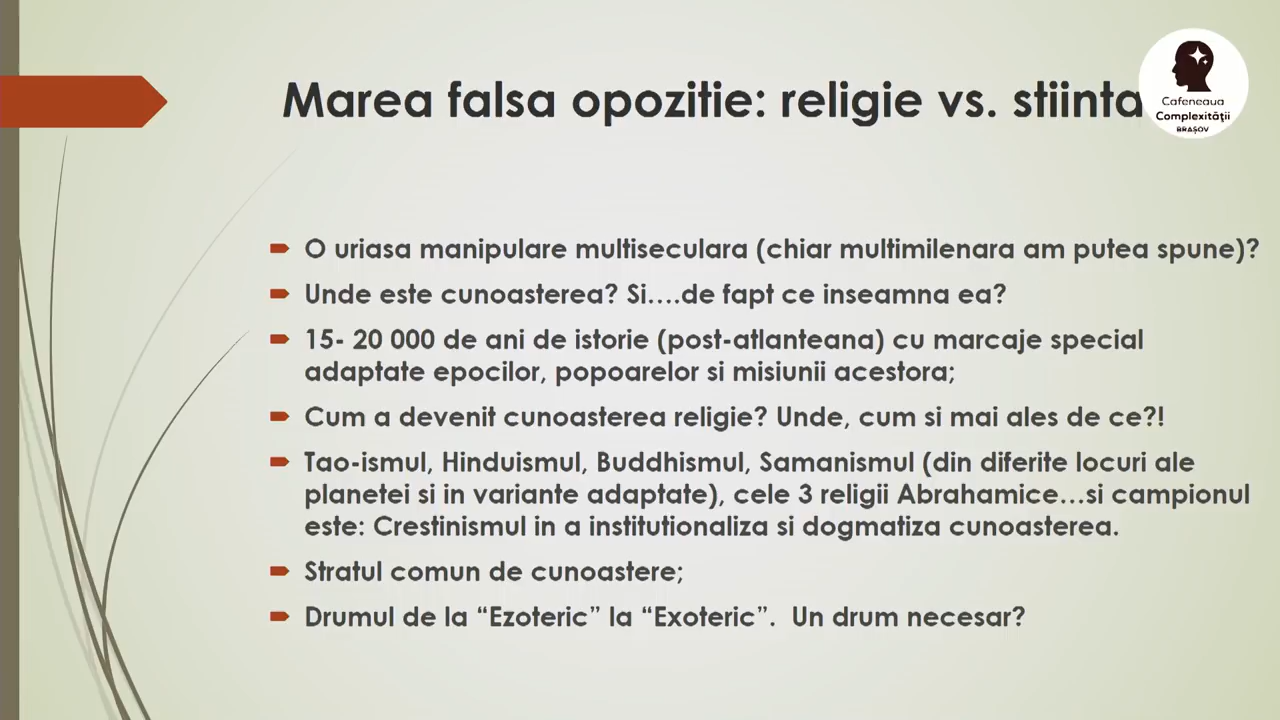 Marea falsa opozitie: religie vs. stiinta
Cafeneaua
Complexității
BRAȘOV
O uriasa manipulare multiseculara (chiar multimilenara am putea spune)?
Unde este cunoasterea? Si....de fapt ce inseamna ea?
15- 20 000 de ani de istorie (post-atlanteana) cu marcaje special
adaptate epocilor, popoarelor si misiunii acestora;
Cum a devenit cunoasterea religie? Unde, cum si mai ales de ce?!
Tao-ismul, Hinduismul, Buddhismul, Samanismul (din diferite locuri ale
planetei si in variante adaptate), cele 3 religii Abrahamice...si campionul
este: Crestinismul in a institutionaliza si dogmatiza cunoasterea.
Stratul comun de cunoastere;
Drumul de la “Ezoteric” la “Exoteric”.  Un drum necesar?